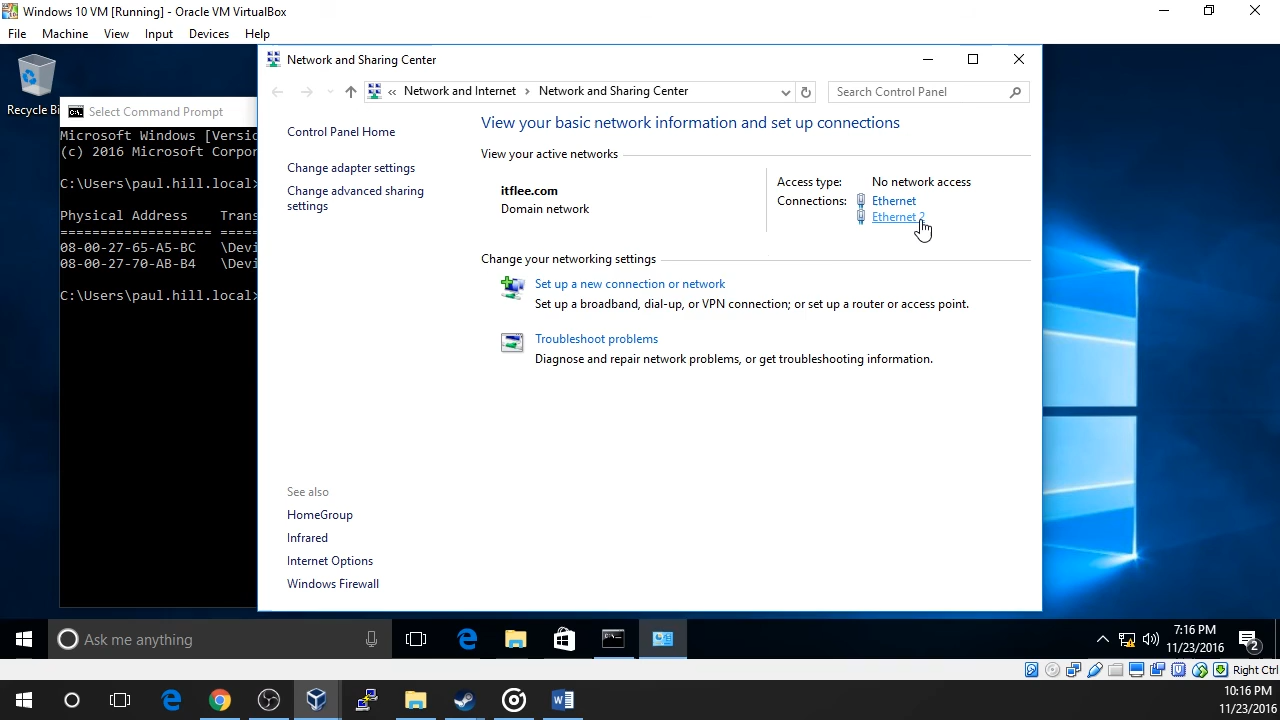 Windows 10 VM [Running] - Oracle VM VirtualBox
File Machine View Input Devices Help
Recycle Bi
Select Command Prompt
Microsoft Windows [Versic
(c) 2016 Microsoft Corpor
C:\Users\paul.hill.local>
Physical Address Trans
=================== =====
08-00-27-65-A5-BC \Devi
08-00-27-70-AB-B4 \Devi
C:\Users\paul.hill.local>
Network and Sharing Center
« Network and Internet › Network and Sharing Center
Search Control Panel
Control Panel Home
Change adapter settings
Change advanced sharing
settings
View your basic network information and set up connections
View your active networks
itflee.com
Domain network
Access type: No network access
Connections: Ethernet
Ethernet 2
Change your networking settings
Set up a new connection or network
Set up a broadband, dial-up, or VPN connection; or set up a router or access point.
Troubleshoot problems
Diagnose and repair network problems, or get troubleshooting information.
See also
HomeGroup
Infrared
Internet Options
Windows Firewall
Ask me anything
7:16 PM
11/23/2016
2
Right Ctrl
10:16 PM
11/23/2016